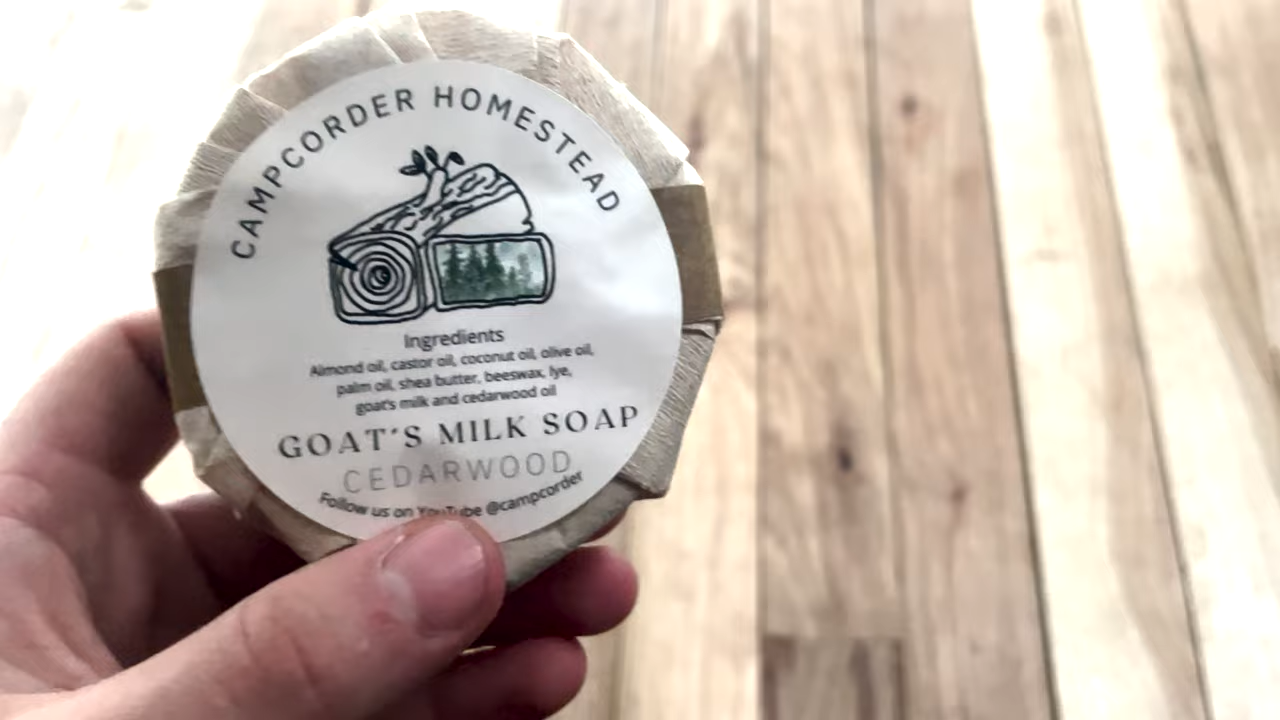 CAMPCORDER HOMESTEAD
Ingredients
Almond oil, castor oil, coconut oil, olive oil,
palm oil, shea butter, beeswax, lye,
goat's milk and cedarwood oil
GOAT'S MILK SOAP
CEDARWOOD
Follow us on YouTube @campcorder